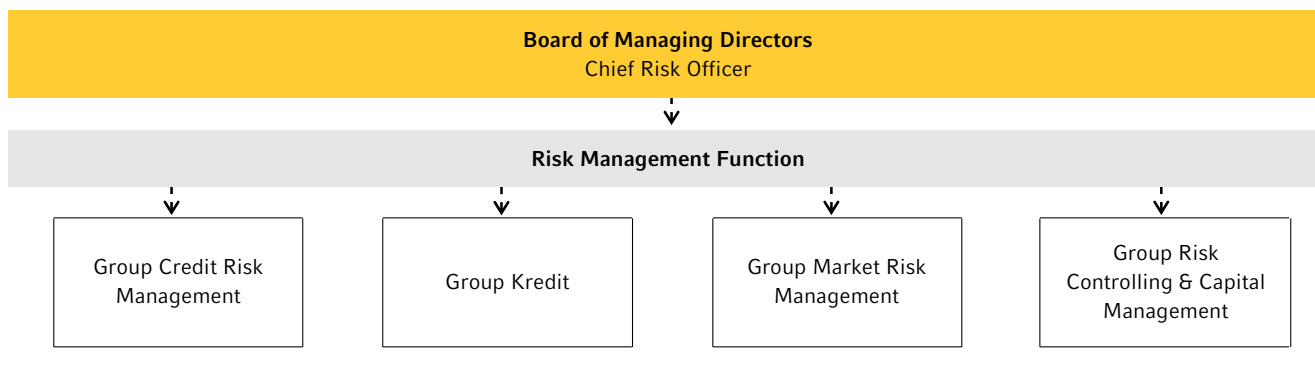 Board of Managing Directors
Chief Risk Officer
Risk Management Function
Group Credit Risk
Management
Group Kredit
Group Market Risk
Management
Group Risk
Controlling & Capital
Management